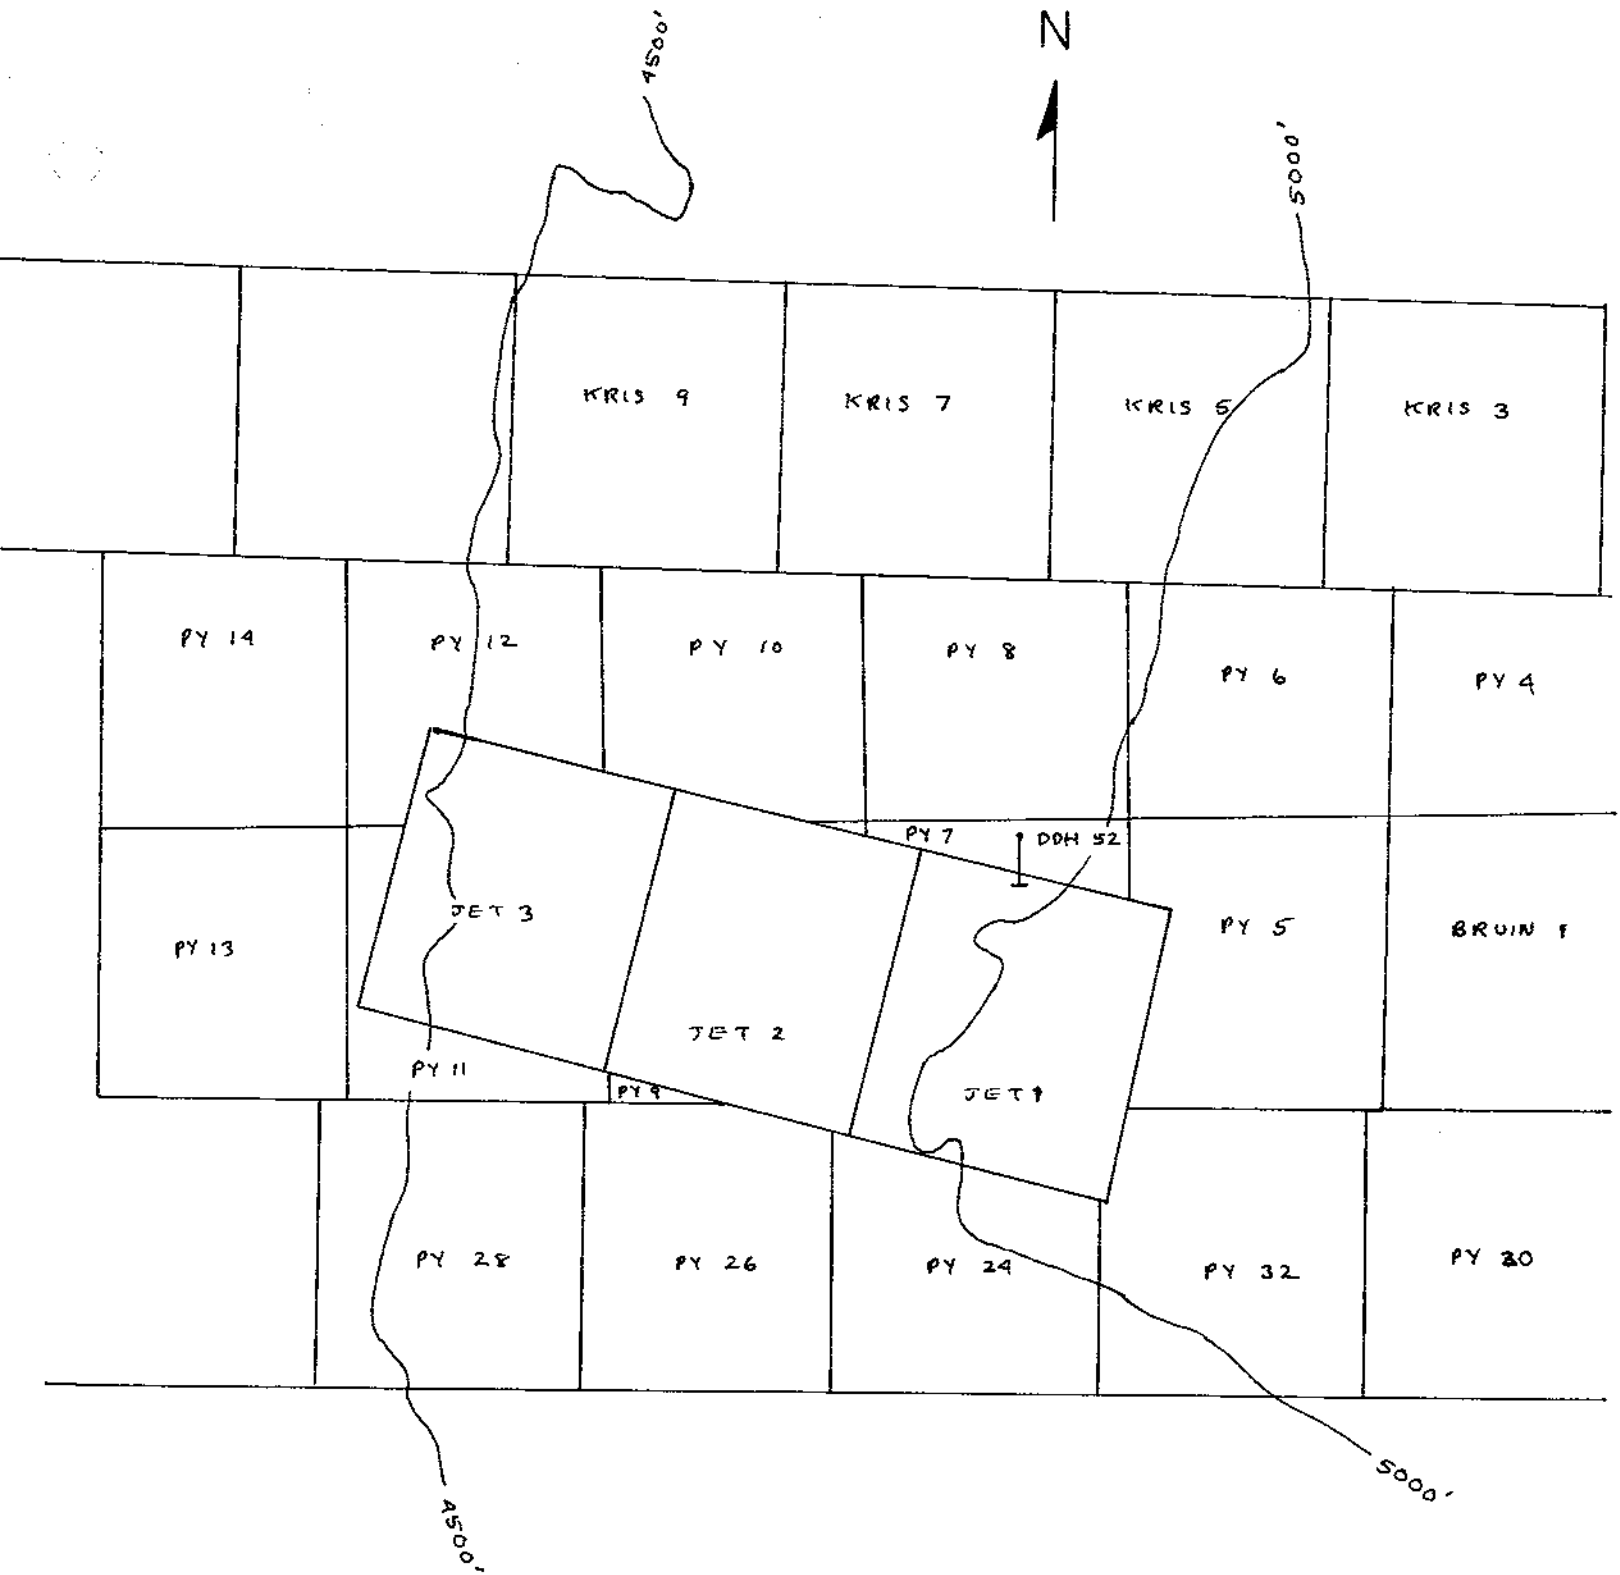 4500'
N
5000'
KRIS 9
KRIS 7
KRIS 5
KRIS 3
PY 14
PY 12
PY 10
PY 8
PY 6
PY 4
PY 7
DDH 52
JET 3
PY 13
PY 5
BRUIN 1
JET 2
PY 11
PY 9
JET 1
PY 28
PY 26
PY 24
PY 32
PY 30
5000'
4500'